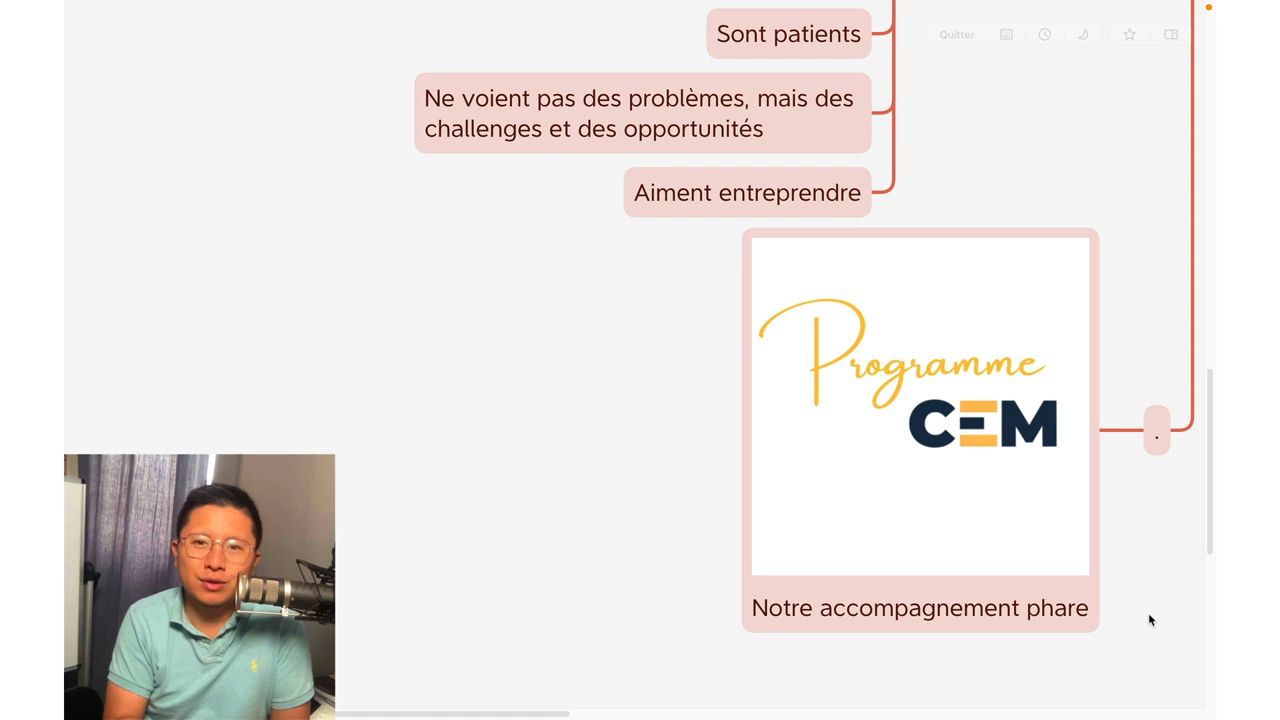 Sont patients
Quitter
Ne voient pas des problèmes, mais des
challenges et des opportunités
Aiment entreprendre
Programme
CEM
.
Notre accompagnement phare